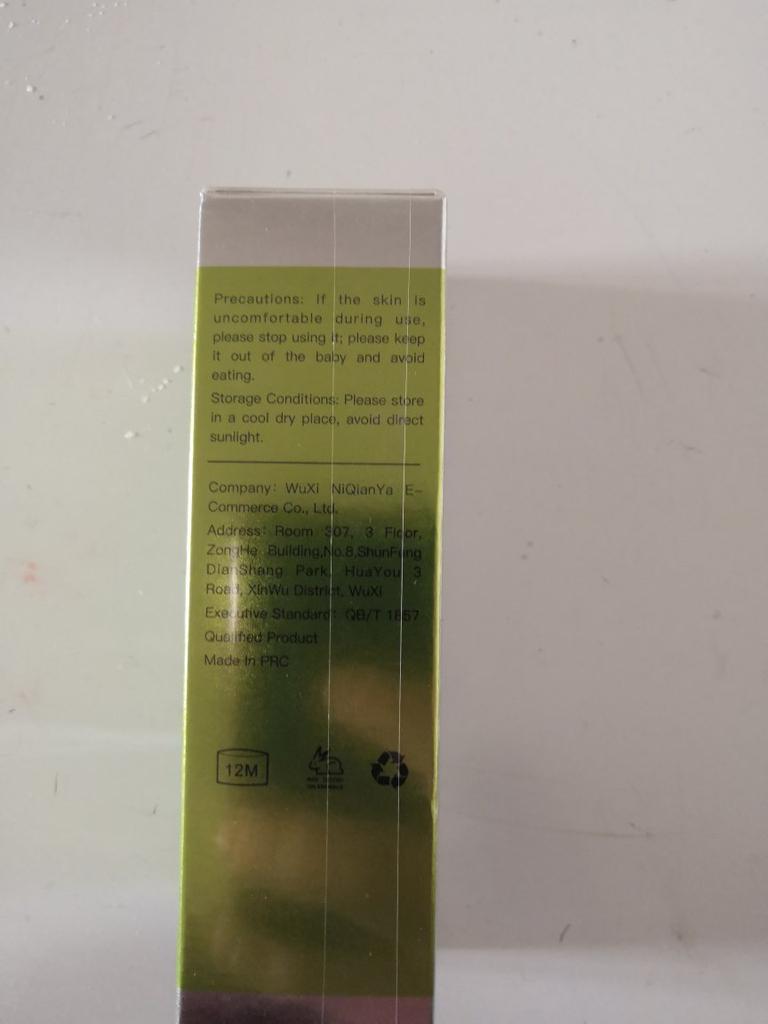 Precautions: If the skin is
uncomfortable during use,
please stop using it; please keep
it out of the baby and avoid
eating.
Storage Conditions: Please store
in a cool dry place, avoid direct
sunlight.
Company: WuXi NiQianYa E-
Commerce Co., Ltd.
Address: Room 307, 3 Floor,
ZongHe Building,No.8,ShunFeng
DianShang Park, HuaYou 3
Road, XinWu District, WuXi
Executive Standard: QB/T 1857
Qualified Product
Made In PRC
12M